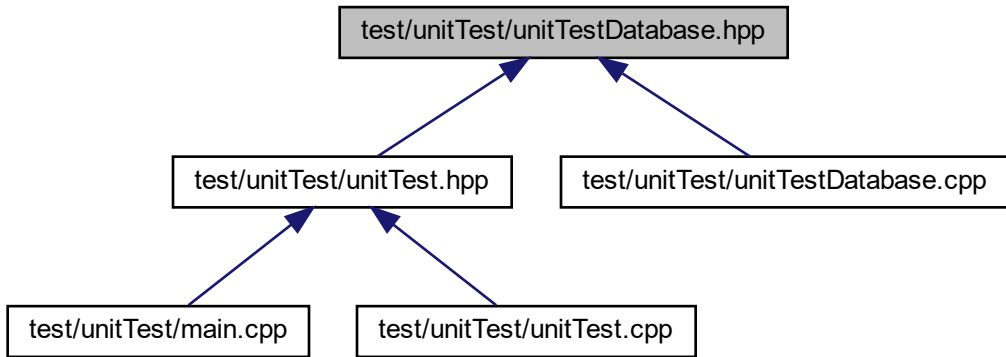 test/unitTest/unitTestDatabase.hpp
test/unitTest/unitTest.hpp
test/unitTest/unitTestDatabase.cpp
test/unitTest/main.cpp
test/unitTest/unitTest.cpp